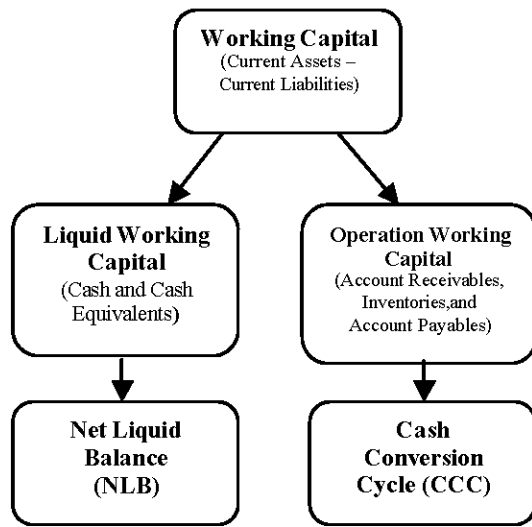 Working Capital
(Current Assets –
Current Liabilities)
Liquid Working
Capital
(Cash and Cash
Equivalents)
Operation Working
Capital
(Account Receivables,
Inventories,and
Account Payables)
Net Liquid
Balance
(NLB)
Cash
Conversion
Cycle (CCC)